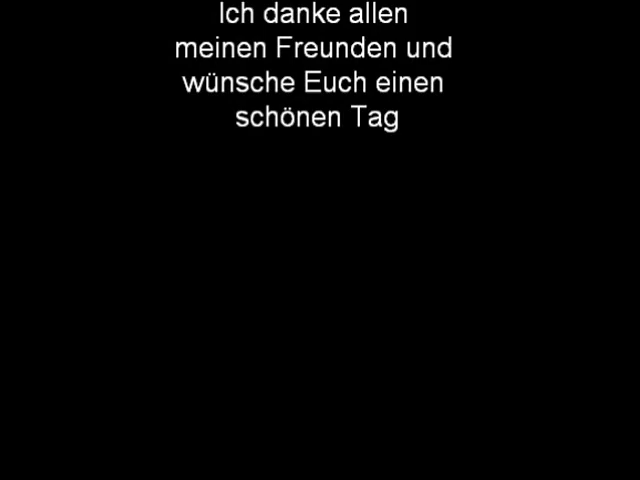 Ich danke allen
meinen Freunden und
wünsche Euch einen
schönen Tag